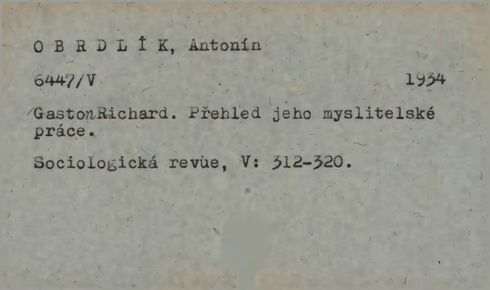 O B R D L Í K, Antonín
6447/V 1934
GastonRichard. Přehled jeho myslitelské
práce.
Sociologická revue, V: 312-320.